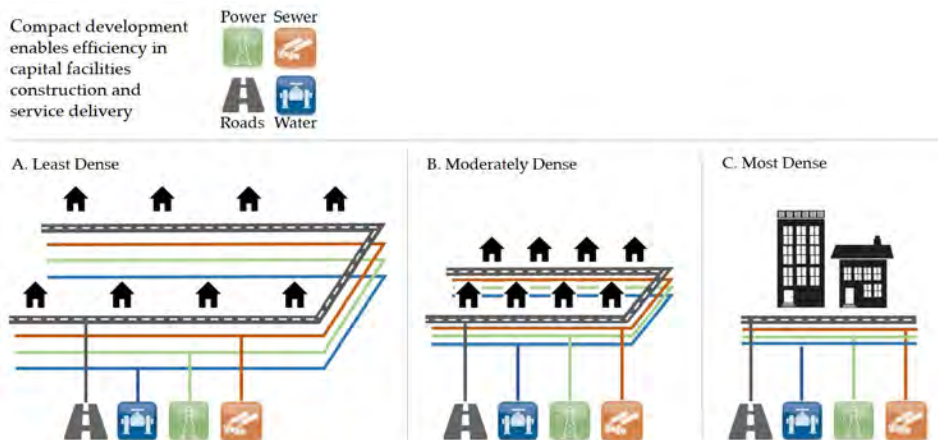 Compact development
enables efficiency in
capital facilities
construction and
service delivery
Power Sewer
Roads Water
A. Least Dense
B. Moderately Dense
C. Most Dense